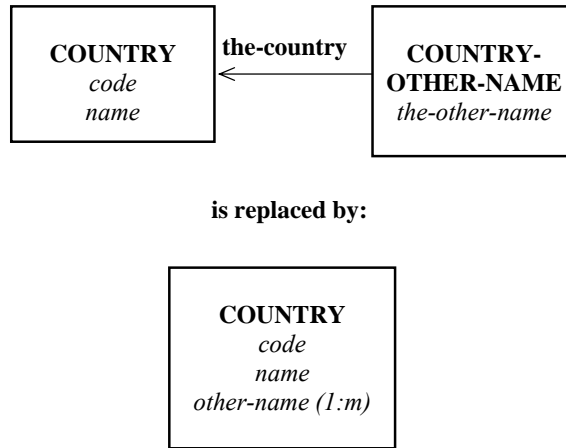 COUNTRY
code
name
the-country
COUNTRY-
OTHER-NAME
the-other-name
is replaced by:
COUNTRY
code
name
other-name (1:m)